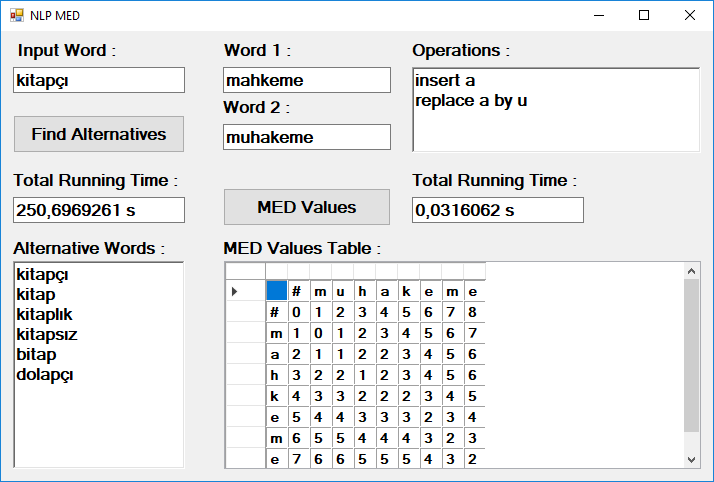 NLP MED
Input Word :
kitapçı
Find Alternatives
Total Running Time :
250,6969261 s
Alternative Words :
kitapçı
kitap
kitaplık
kitapsız
bitap
dolapçı
Word 1 :
mahkeme
Word 2 :
muhakeme
MED Values
Operations :
insert a
replace a by u
Total Running Time :
0,0316062 s
MED Values Table :
# m u h a k e m e
# 0 1 2 3 4 5 6 7 8
m 1 0 1 2 3 4 5 6 7
a 2 1 1 2 2 3 4 5 6
h 3 2 2 1 2 3 4 5 6
k 4 3 3 2 2 2 3 4 5
e 5 4 4 3 3 3 2 3 4
m 6 5 5 4 4 4 3 2 3
e 7 6 6 5 5 5 4 3 2